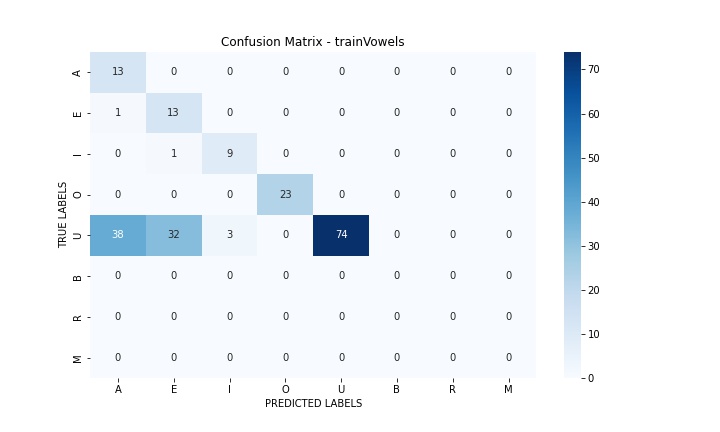 Confusion Matrix - trainVowels
A 13 0 0 0 0 0 0 0
E 1 13 0 0 0 0 0 0
I 0 1 9 0 0 0 0 0
O 0 0 0 23 0 0 0 0
U 38 32 3 0 74 0 0 0
B 0 0 0 0 0 0 0 0
R 0 0 0 0 0 0 0 0
M 0 0 0 0 0 0 0 0
A E I O U B R M
TRUE LABELS
PREDICTED LABELS
70
60
50
40
30
20
10
0